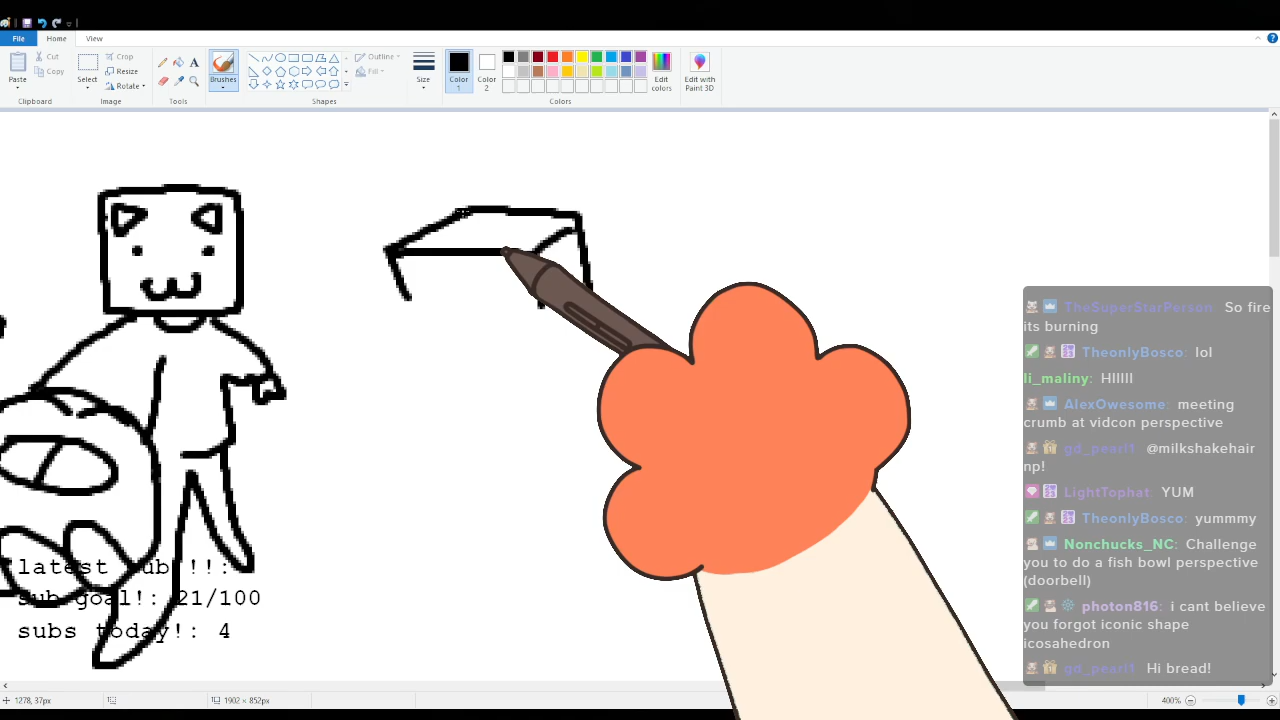 File Home View
Cut Crop Outline Edit Edit with
Paste Copy Select Resize Brushes Fill Size Color Color colors Paint 3D
Rotate 1 2
Clipboard Image Tools Shapes Colors
TheSuperStarPerson: So fire
its burning
TheonlyBosco: lol
li_maliny: HIIIII
AlexOwesome: meeting
crumb at vidcon perspective
gd_pearl1: @milkshakehair
np!
LightTophat: YUM
TheonlyBosco: yummmy
Nonchucks_NC: Challenge
you to do a fish bowl perspective
(doorbell)
photon816: i cant believe
you forgot iconic shape
icosahedron
gd_pearl1: Hi bread!
latest sub !!:
sub goal!: 21/100
subs today!: 4
1278, 37px 1902 × 852px 400%